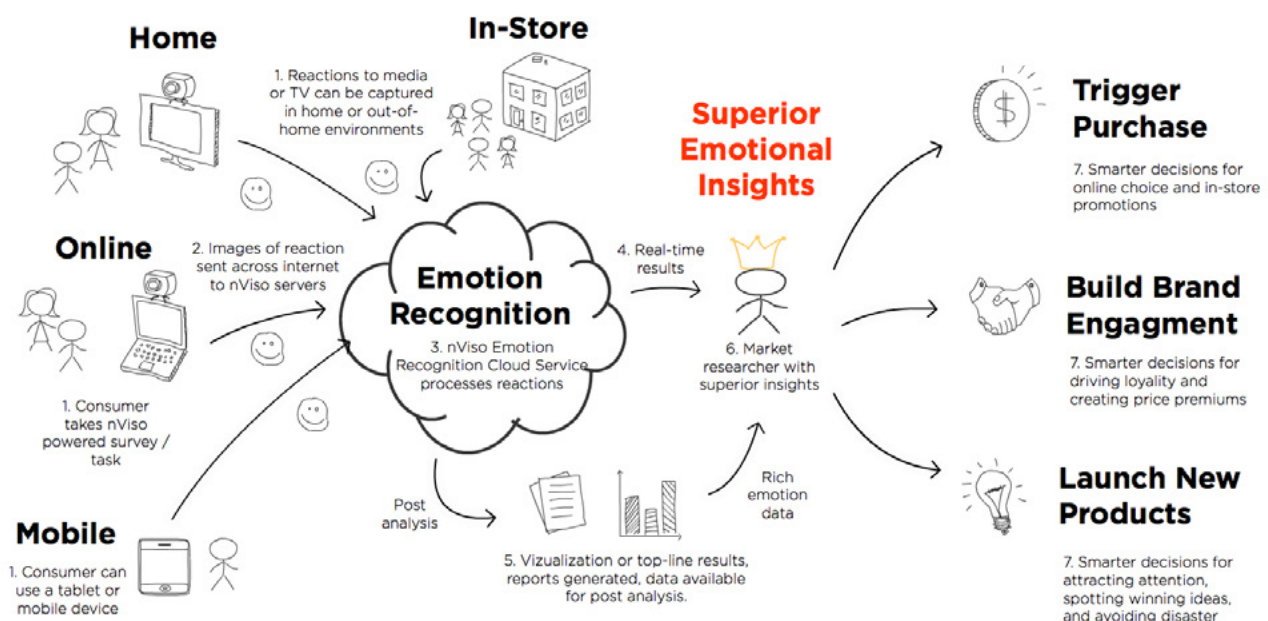 Home
In-Store
1. Reactions to media
or TV can be captured
in home or out-of-
home environments
Online
2. Images of reaction
sent across internet
to nViso servers
1. Consumer
takes nViso
powered survey /
task
Mobile
1. Consumer can
use a tablet or
mobile device
Emotion
Recognition
3. nViso Emotion
Recognition Cloud Service
processes reactions
Post
analysis
5. Vizualization or top-line results,
reports generated, data available
for post analysis.
Rich
emotion
data
4. Real-time
results
Superior
Emotional
Insights
6. Market
researcher with
superior insights
$
Trigger
Purchase
7. Smarter decisions for
online choice and in-store
promotions
Build Brand
Engagment
7. Smarter decisions for
driving loyality and
creating price premiums
Launch New
Products
7. Smarter decisions for
attracting attention,
spotting winning ideas,
and avoiding disaster